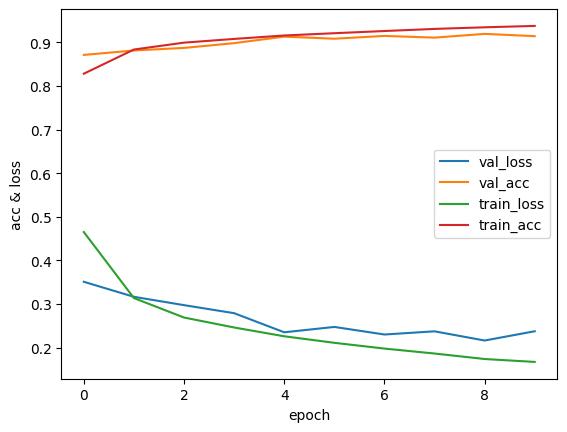 0.9
0.8
0.7
0.6
0.5
0.4
0.3
0.2
acc & loss
val_loss
val_acc
train_loss
train_acc
0 2 4 6 8
epoch